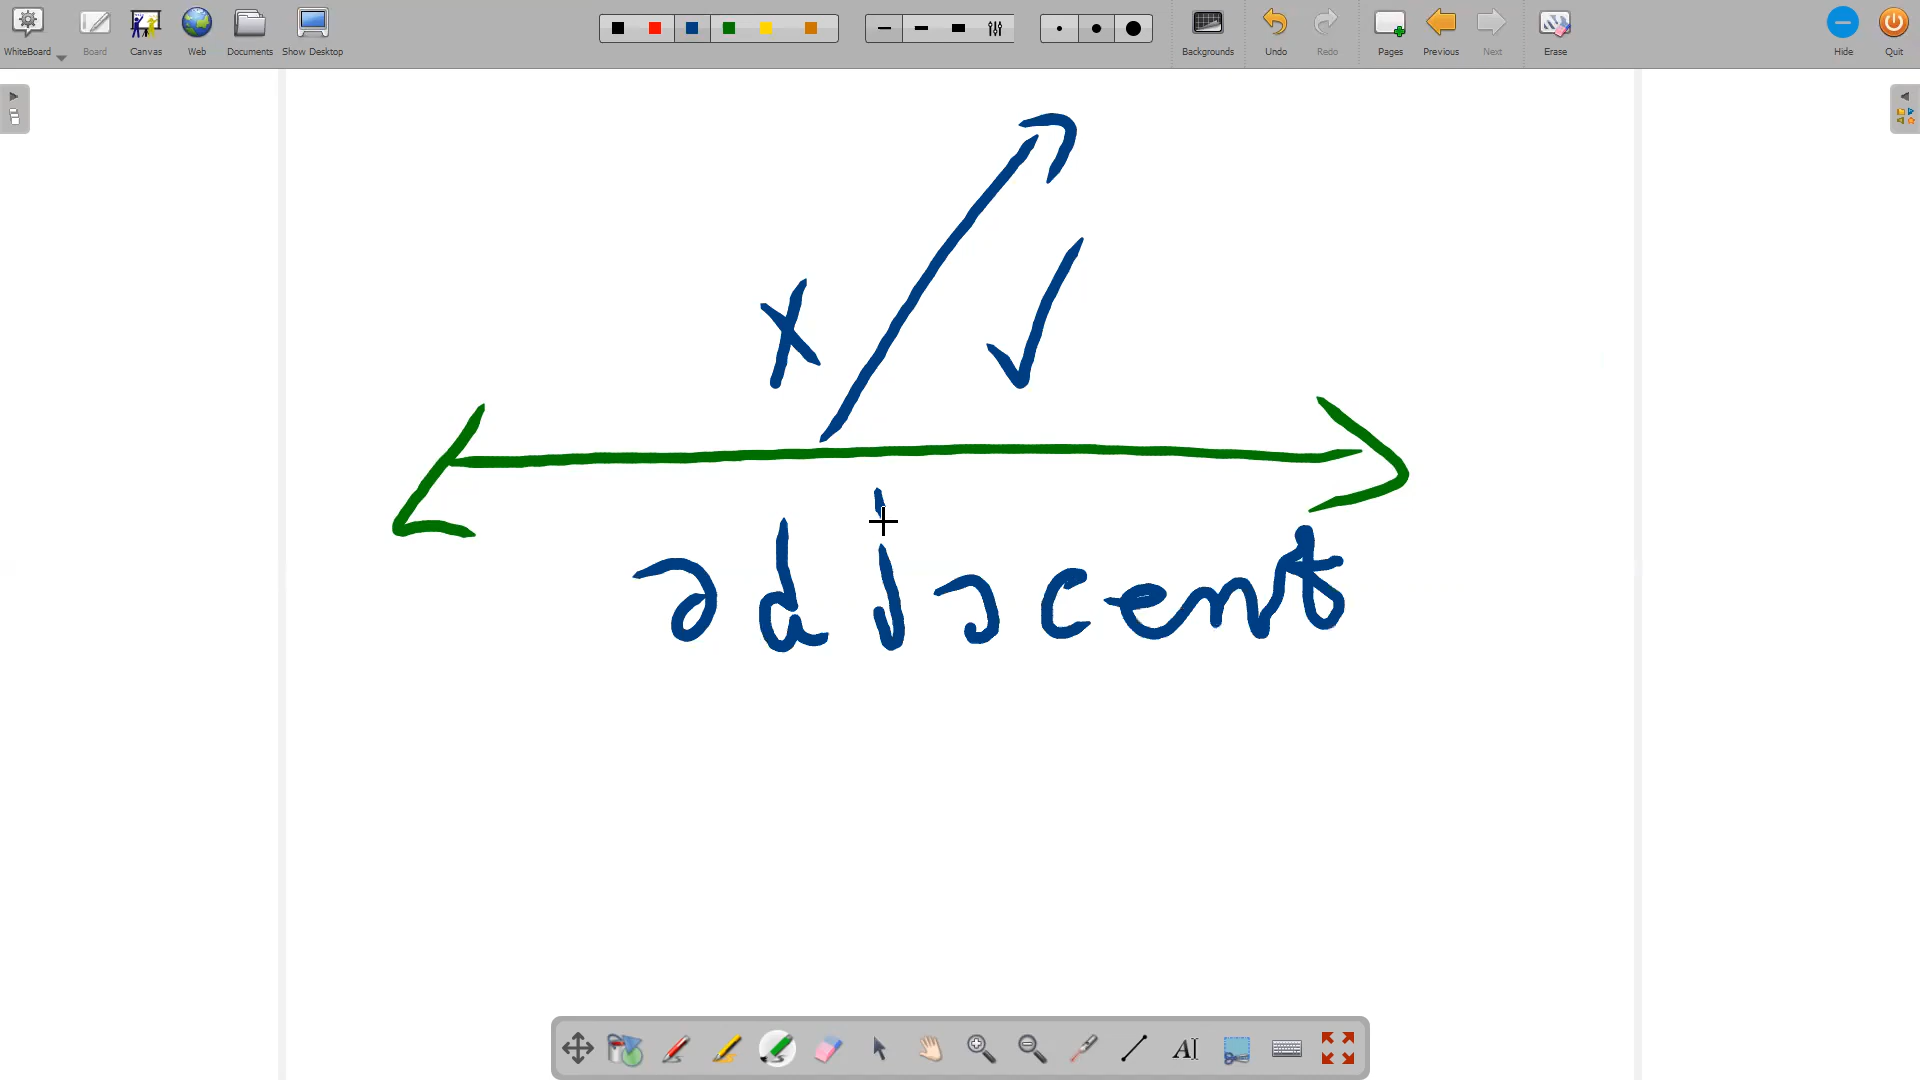 WhiteBoard Board Canvas Web Documents Show Desktop Backgrounds Undo Redo Pages Previous Next Erase Hide Quit
x ✓
adjacent